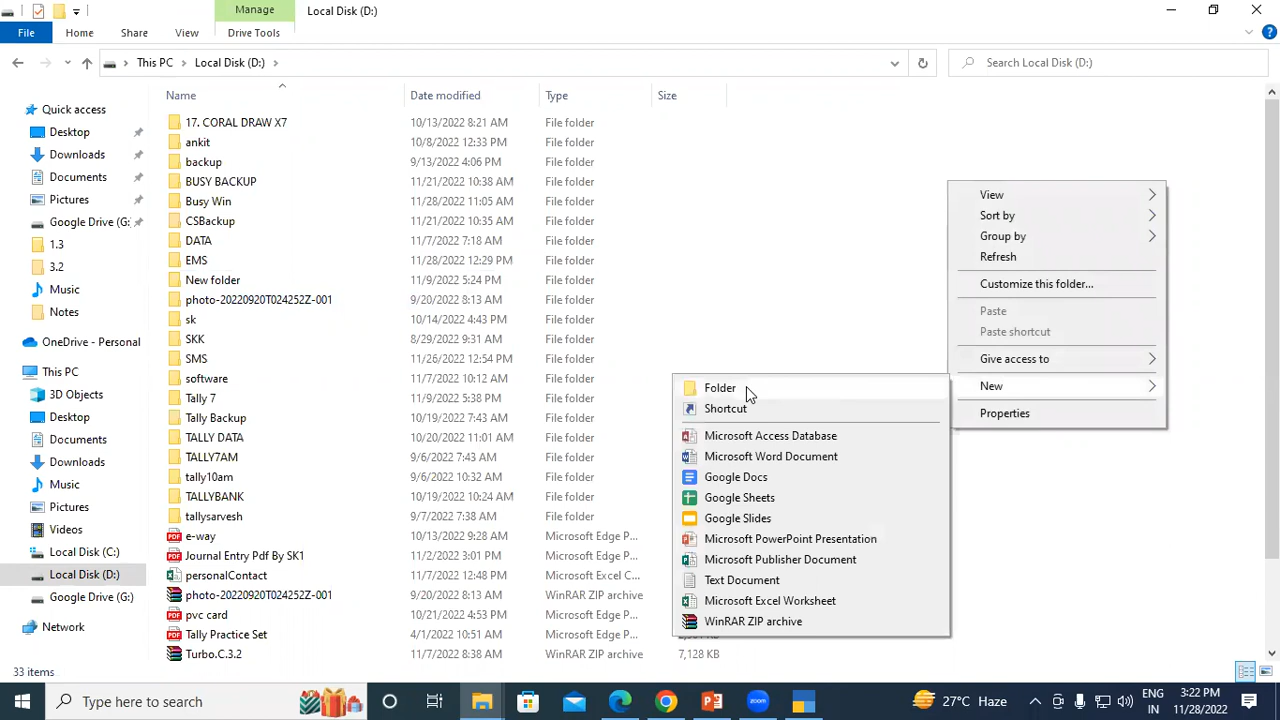 Manage
Local Disk (D:)
File
Home
Share
View
Drive Tools
This PC
Local Disk (D:)
Search Local Disk (D:)
Name
Date modified
Type
Size
Quick access
Desktop
Downloads
Documents
Pictures
Google Drive (G:
1.3
3.2
Music
Notes
OneDrive - Personal
This PC
3D Objects
Desktop
Documents
Downloads
Music
Pictures
Videos
Local Disk (C:)
Local Disk (D:)
Google Drive (G:)
Network
17. CORAL DRAW X7 10/13/2022 8:21 AM File folder
ankit 10/8/2022 12:33 PM File folder
backup 9/13/2022 4:06 PM File folder
BUSY BACKUP 11/21/2022 10:38 AM File folder
Busy Win 11/28/2022 11:05 AM File folder
CSBackup 11/21/2022 10:35 AM File folder
DATA 11/7/2022 7:18 AM File folder
EMS 11/28/2022 12:29 PM File folder
New folder 11/9/2022 5:24 PM File folder
photo-20220920T024252Z-001 9/20/2022 8:13 AM File folder
sk 10/14/2022 4:43 PM File folder
SKK 8/29/2022 9:31 AM File folder
SMS 11/26/2022 12:54 PM File folder
software 11/7/2022 10:12 AM File folder
Tally 7 11/9/2022 5:38 PM File folder
Tally Backup 10/19/2022 7:07 AM File folder
TALLY DATA 10/20/2022 11:01 AM File folder
TALLY7AM 9/6/2022 7:43 AM File folder
tally10am 9/6/2022 10:32 AM File folder
TALLYBANK 10/19/2022 10:24 AM File folder
tallysarvesh 9/7/2022 7:38 AM File folder
e-way 10/13/2022 9:28 AM Microsoft Edge P...
Journal Entry Pdf By SK1 11/2/2022 3:01 PM Microsoft Edge P...
personalContact 11/7/2022 12:48 PM Microsoft Excel C...
photo-20220920T024252Z-001 9/20/2022 8:13 AM WinRAR ZIP archive
pvc card 10/21/2022 4:53 PM Microsoft Edge P...
Tally Practice Set 4/1/2022 10:51 AM Microsoft Edge P...
Turbo.C.3.2 11/7/2022 8:38 AM WinRAR ZIP archive 7,128 KB
View
Sort by
Group by
Refresh
Customize this folder...
Paste
Paste shortcut
Give access to
New
Properties
Folder
Shortcut
Microsoft Access Database
Microsoft Word Document
Google Docs
Google Sheets
Google Slides
Microsoft PowerPoint Presentation
Microsoft Publisher Document
Text Document
Microsoft Excel Worksheet
WinRAR ZIP archive
33 items
Type here to search
zoom
27°C Haze
ENG
IN
3:22 PM
11/28/2022